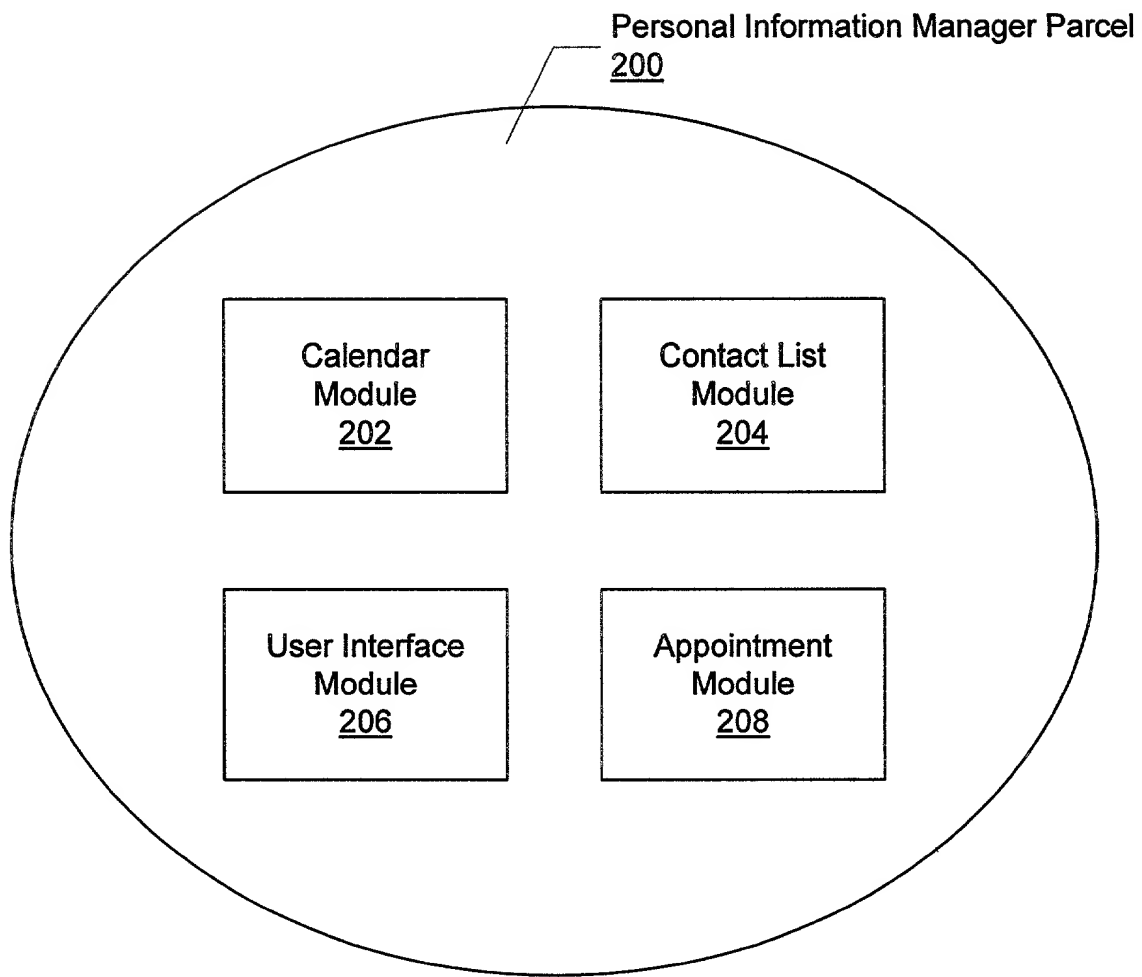 Personal Information Manager Parcel
200
Calendar
Module
202
Contact List
Module
204
User Interface
Module
206
Appointment
Module
208